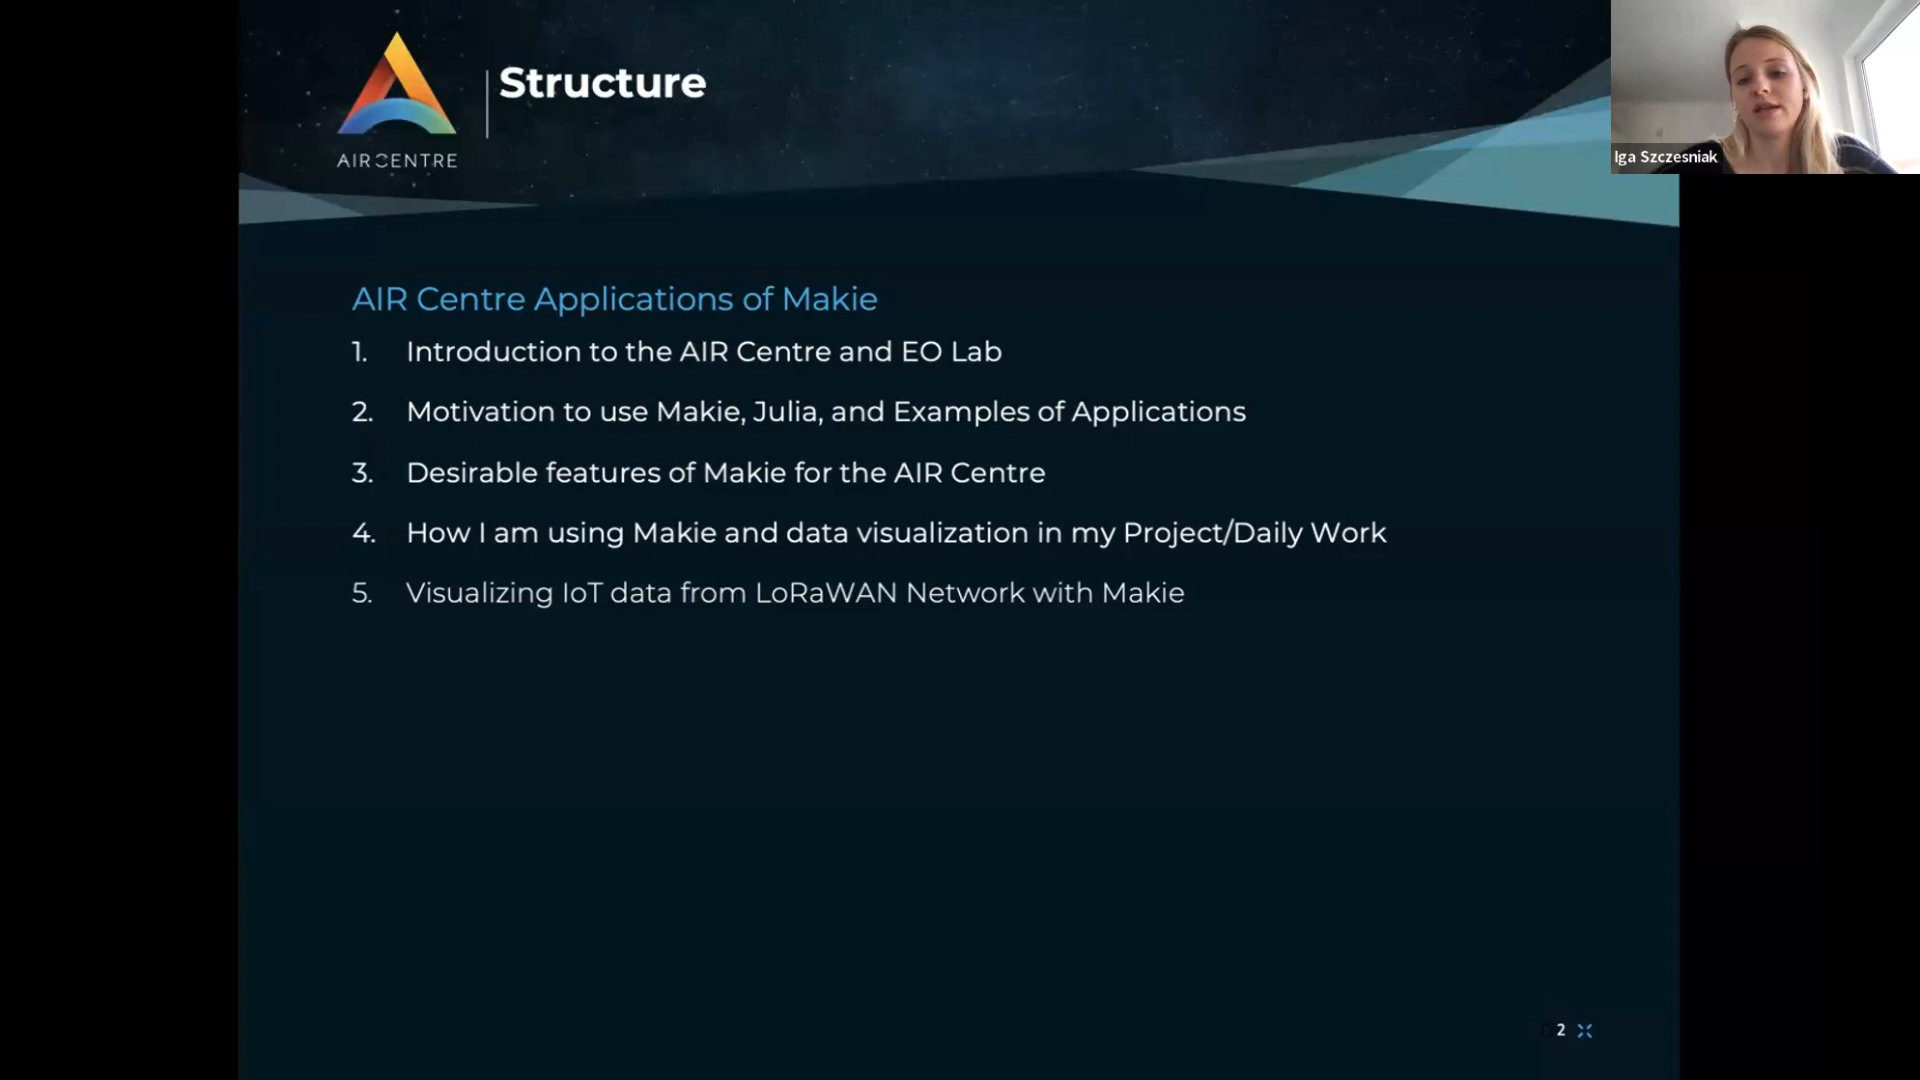 Structure
AIR CENTRE
Iga Szczesniak
AIR Centre Applications of Makie
1. Introduction to the AIR Centre and EO Lab
2. Motivation to use Makie, Julia, and Examples of Applications
3. Desirable features of Makie for the AIR Centre
4. How I am using Makie and data visualization in my Project/Daily Work
5. Visualizing IoT data from LoRaWAN Network with Makie
2